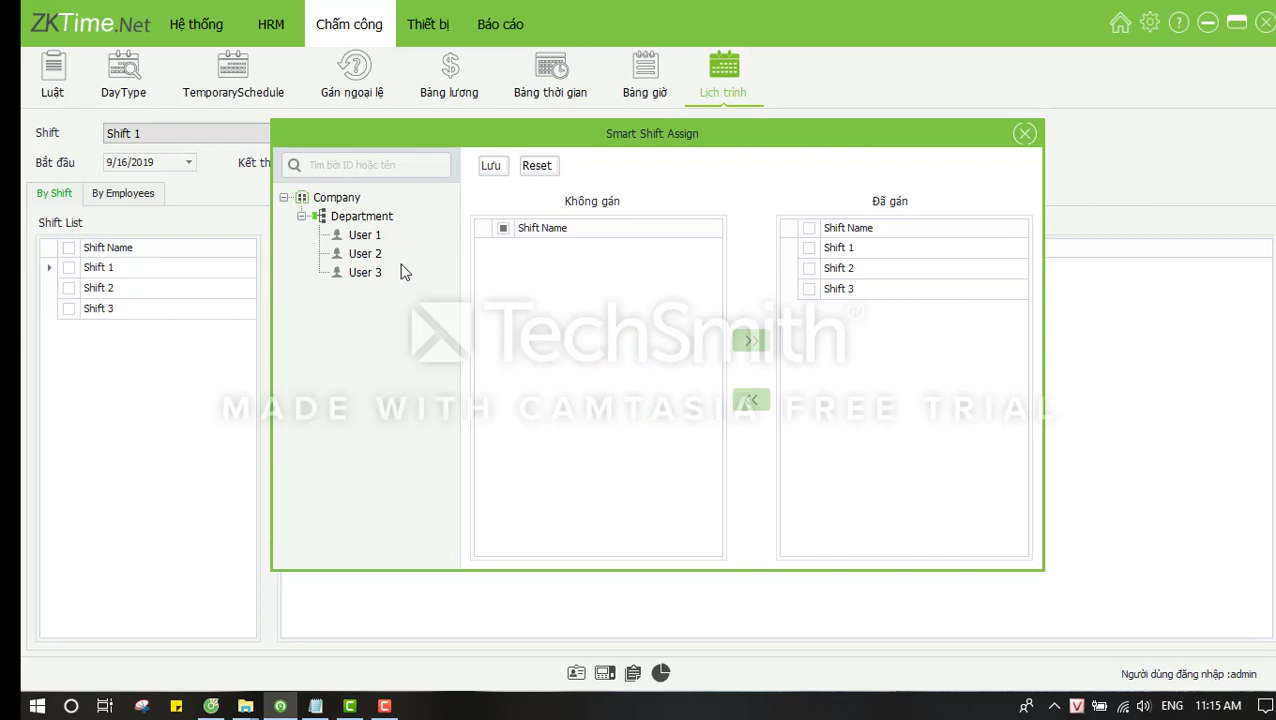 ZKTime.Net
Hệ thống
HRM
Chấm công
Thiết bị
Báo cáo
Luật
DayType
TemporarySchedule
Gán ngoại lệ
Bảng lương
Bảng thời gian
Bảng giờ
Lịch trình
Shift
Shift 1
Bắt đầu
9/16/2019
Kết th
By Shift
By Employees
Shift List
Shift Name
Shift 1
Shift 2
Shift 3
Smart Shift Assign
Tìm bởi ID hoặc tên
Company
Department
User 1
User 2
User 3
Lưu
Reset
Không gán
Shift Name
Đã gán
Shift Name
Shift 1
Shift 2
Shift 3
TechSmith
MADE WITH CAMTASIA FREE TRIAL
Người dùng đăng nhập :admin
11:15 AM